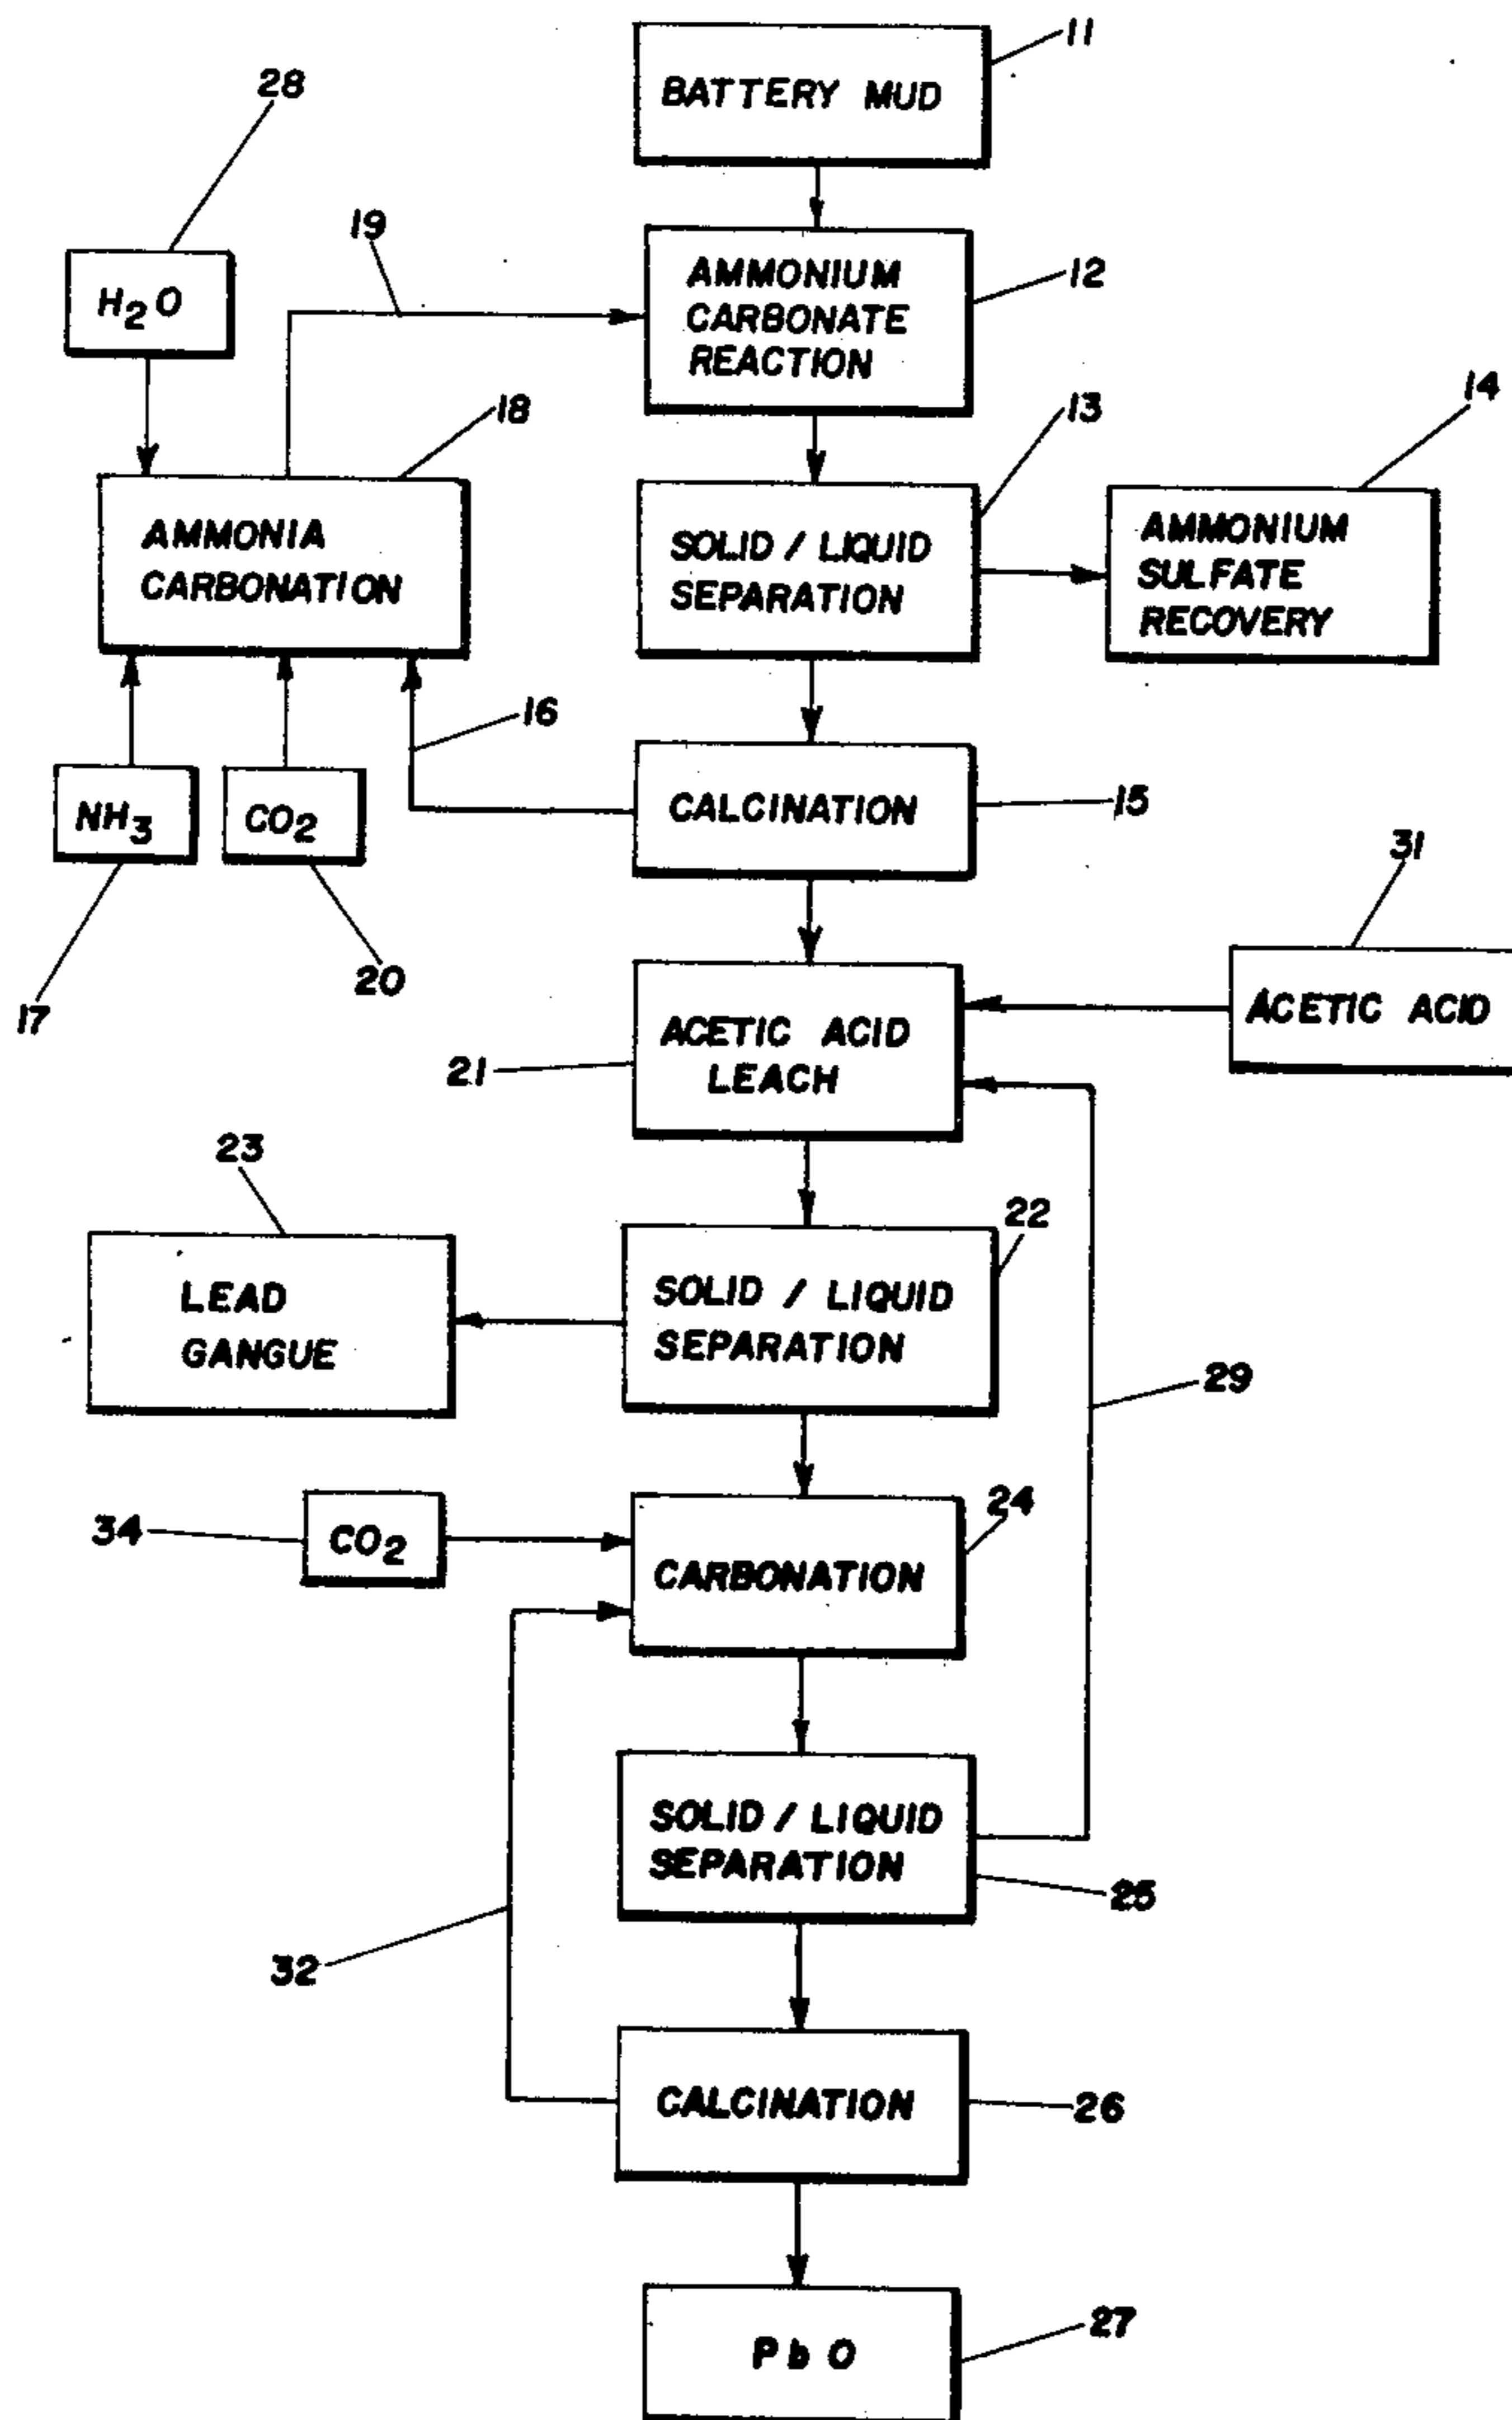 11
BATTERY MUD
28
19
H2O
AMMONIUM
CARBONATE
REACTION
12
18
13
14
AMMONIA
CARBONATION
SOLID / LIQUID
SEPARATION
AMMONIUM
SULFATE
RECOVERY
16
NH3
CO2
CALCINATION
15
17
20
31
ACETIC ACID
LEACH
21
ACETIC ACID
23
22
LEAD
GANGUE
SOLID / LIQUID
SEPARATION
29
34
CO2
24
CARBONATION
SOLID / LIQUID
SEPARATION
25
32
CALCINATION
26
PbO
27